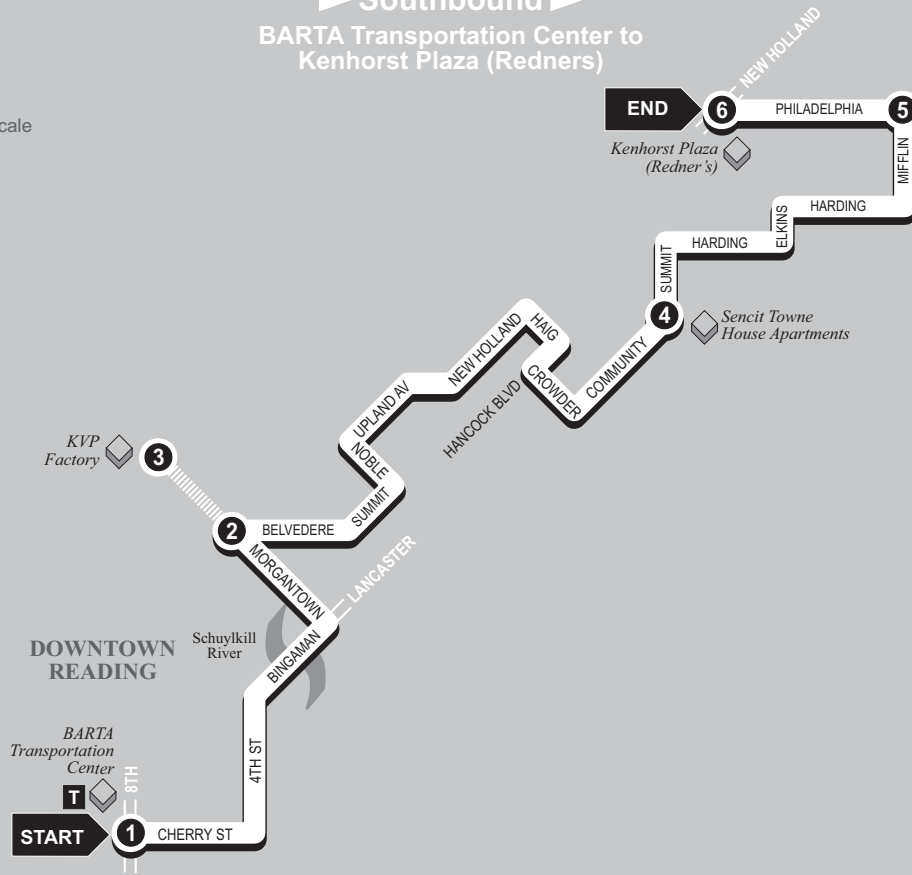 Southbound
BARTA Transportation Center to
Kenhorst Plaza (Redners)
NEW HOLLAND
END
6
PHILADELPHIA
5
Kenhorst Plaza
(Redner's)
MIFFLIN
HARDING
ELKINS
HARDING
SUMMIT
4
Sencit Towne
House Apartments
COMMUNITY
CROWDER
HANCOCK BLVD
HAIG
NEW HOLLAND
UPLAND AV
NOBLE
SUMMIT
KVP
Factory
3
2
BELVEDERE
MORGANTOWN
LANCASTER
Schuylkill
River
BINGAMAN
DOWNTOWN
READING
4TH ST
BARTA
Transportation
Center
T
8TH
START
1
CHERRY ST